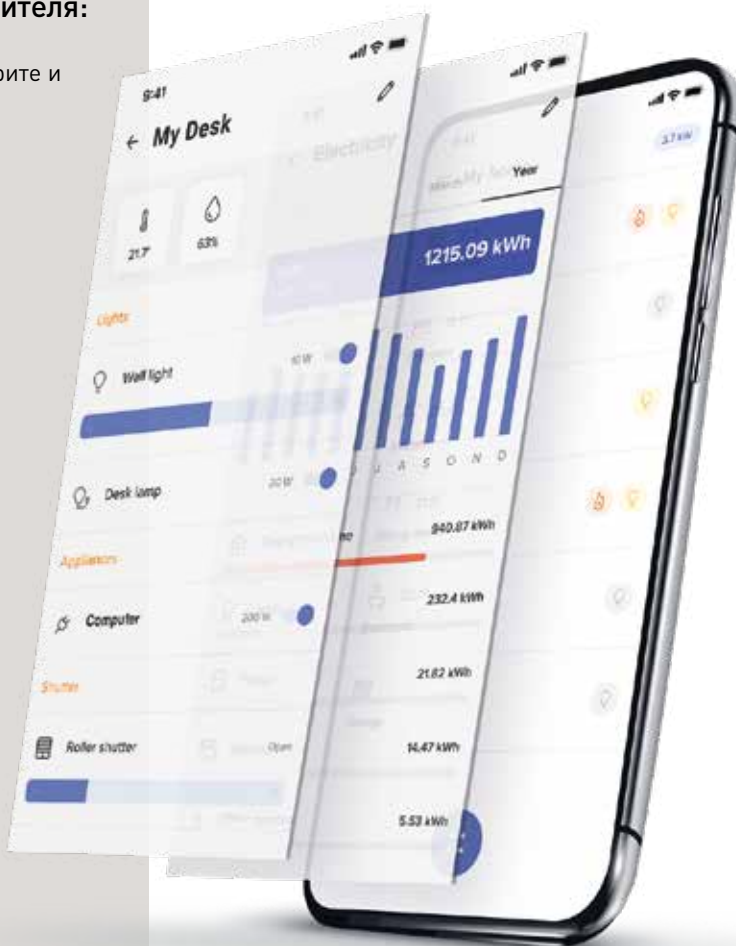 ителя:
рите и
9:41
← My Desk
21.7°
63%
Lights
Wall light
10 W
Desk lamp
20 W
Appliances
Computer
200 W
Shutter
Roller shutter
Open
Electricity
Year
1215.09 kWh
J A S O N D
940.87 kWh
232.4 kWh
21.82 kWh
14.47 kWh
5.53 kWh
3.7 kW